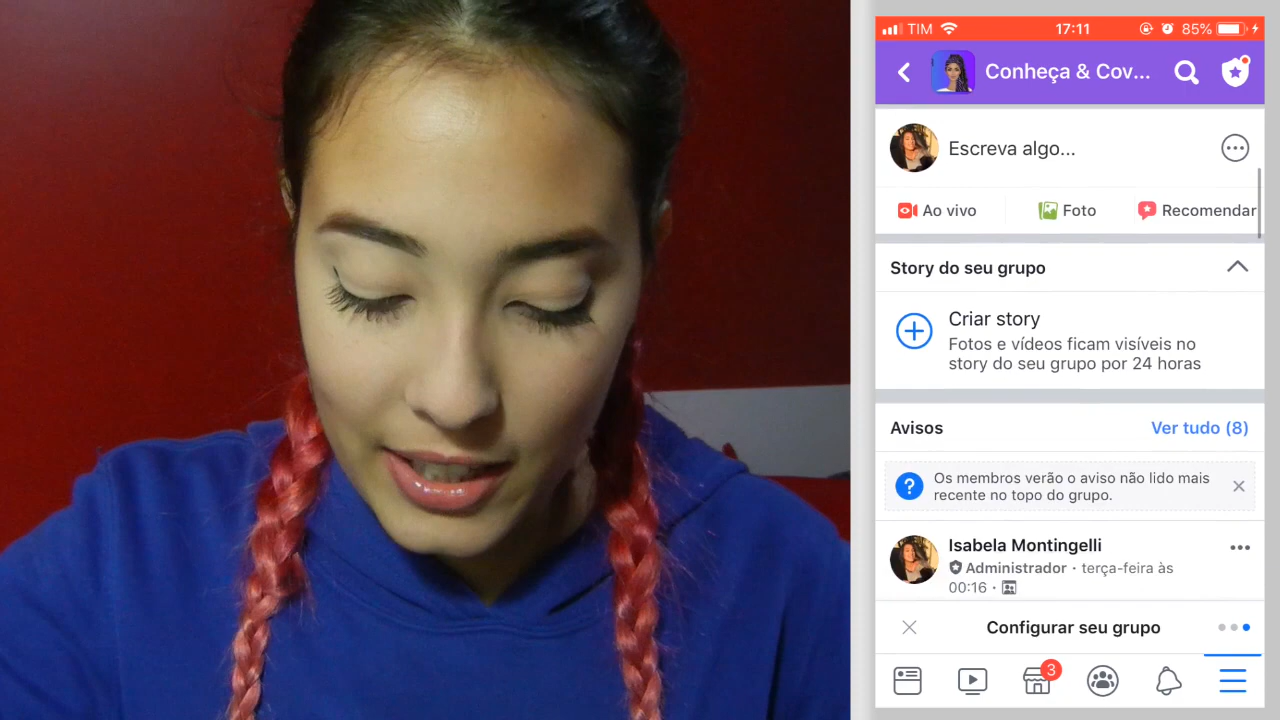 TIM 17:11 85%
Conheça & Cov...
Escreva algo...
Ao vivo Foto Recomendar
Story do seu grupo
Criar story
Fotos e vídeos ficam visíveis no
story do seu grupo por 24 horas
Avisos Ver tudo (8)
? Os membros verão o aviso não lido mais
recente no topo do grupo.
Isabela Montingelli
Administrador · terça-feira às
00:16 ·
Configurar seu grupo
3